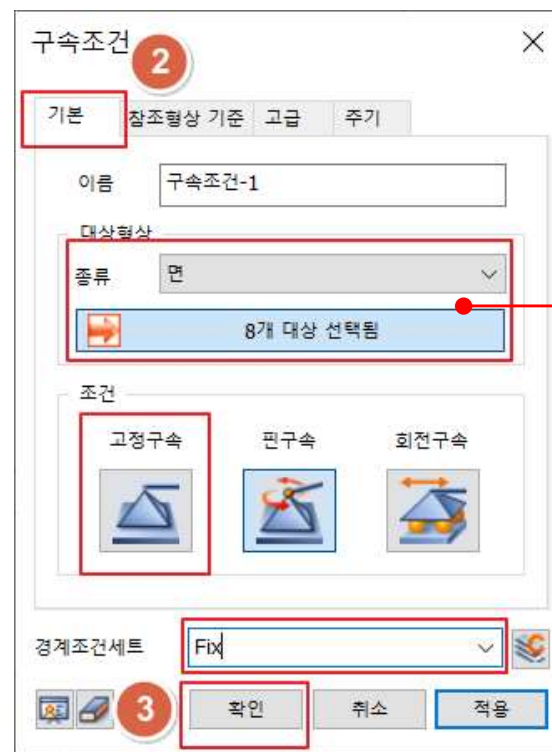 구속조건
2
기본 참조형상 기준 고급 주기
이름 구속조건-1
대상형상
종류 면
8개 대상 선택됨
조건
고정구속 핀구속 회전구속
경계조건세트 Fix
3 확인 취소 적용